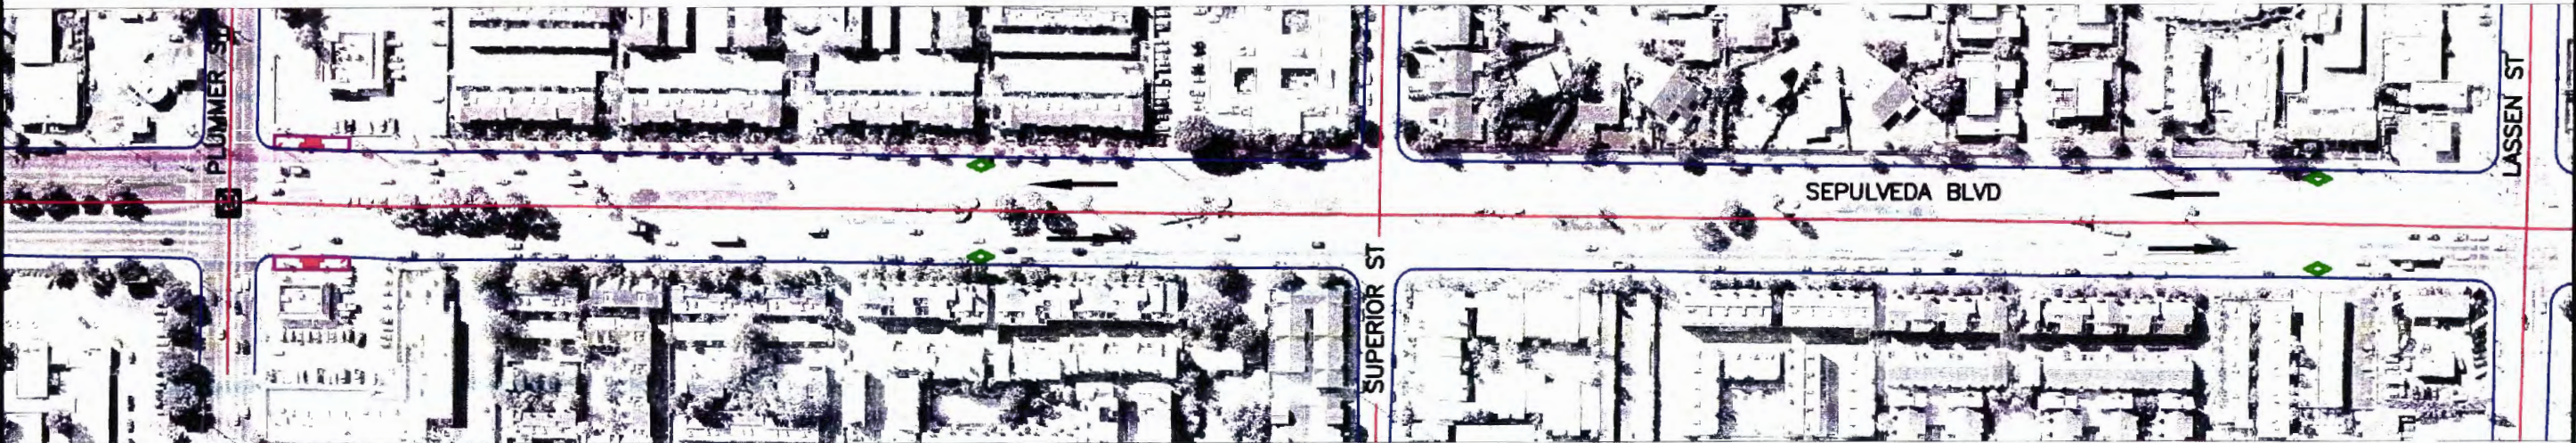 PLUMMER ST
SEPULVEDA BLVD
SUPERIOR ST
LASSEN ST